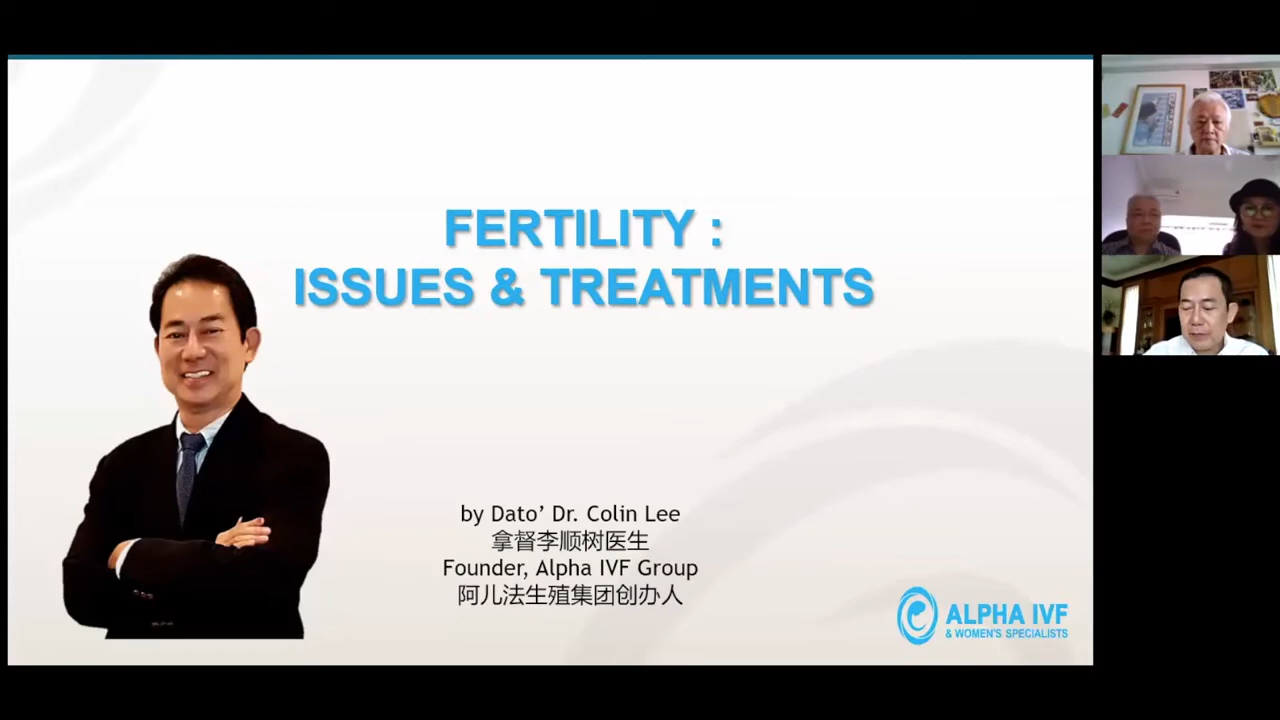 FERTILITY :
ISSUES & TREATMENTS
by Dato’ Dr. Colin Lee
拿督李顺树医生
Founder, Alpha IVF Group
阿儿法生殖集团创办人
ALPHA IVF
& WOMEN'S SPECIALISTS